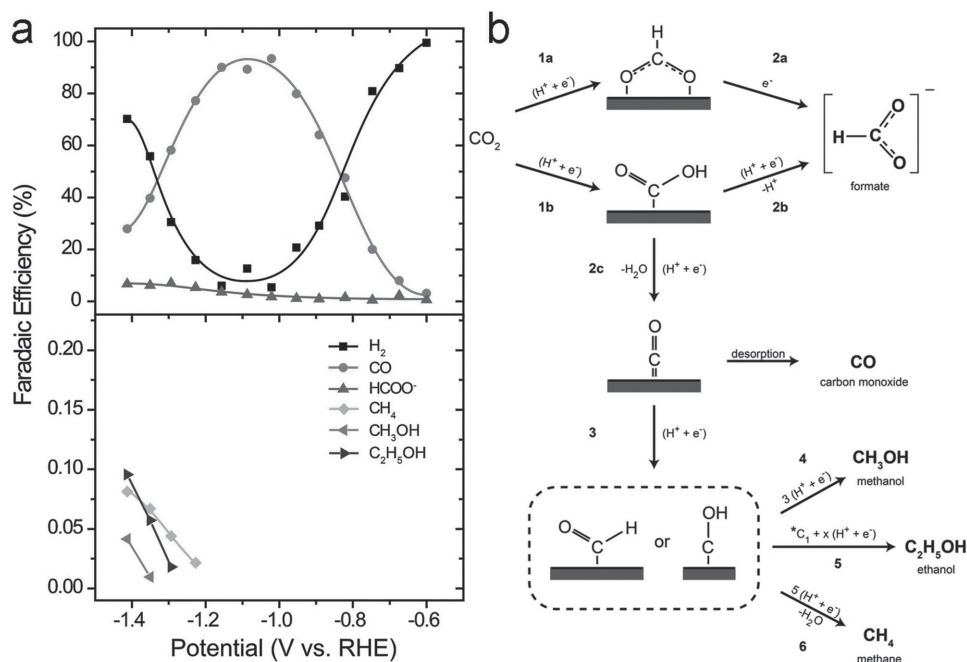 a
Faradaic Efficiency (%)
100
80
60
40
20
0
0.20
0.15
0.10
0.05
0.00
H₂
CO
HCOO⁻
CH₄
CH₃OH
C₂H₅OH
-1.4 -1.2 -1.0 -0.8 -0.6
Potential (V vs. RHE)
b
CO₂
1a
(H⁺ + e⁻)
H
C
O O
2a
e⁻
1b
(H⁺ + e⁻)
O OH
C
(H⁺ + e⁻)
-H⁺
2b
O
H C
O
−
formate
2c
-H₂O (H⁺ + e⁻)
O
C
desorption
CO
carbon monoxide
3
(H⁺ + e⁻)
O H
C
or
OH
C
4
3 (H⁺ + e⁻)
CH₃OH
methanol
*C₁ + x (H⁺ + e⁻)
5
C₂H₅OH
ethanol
5 (H⁺ + e⁻)
-H₂O
6
CH₄
methane